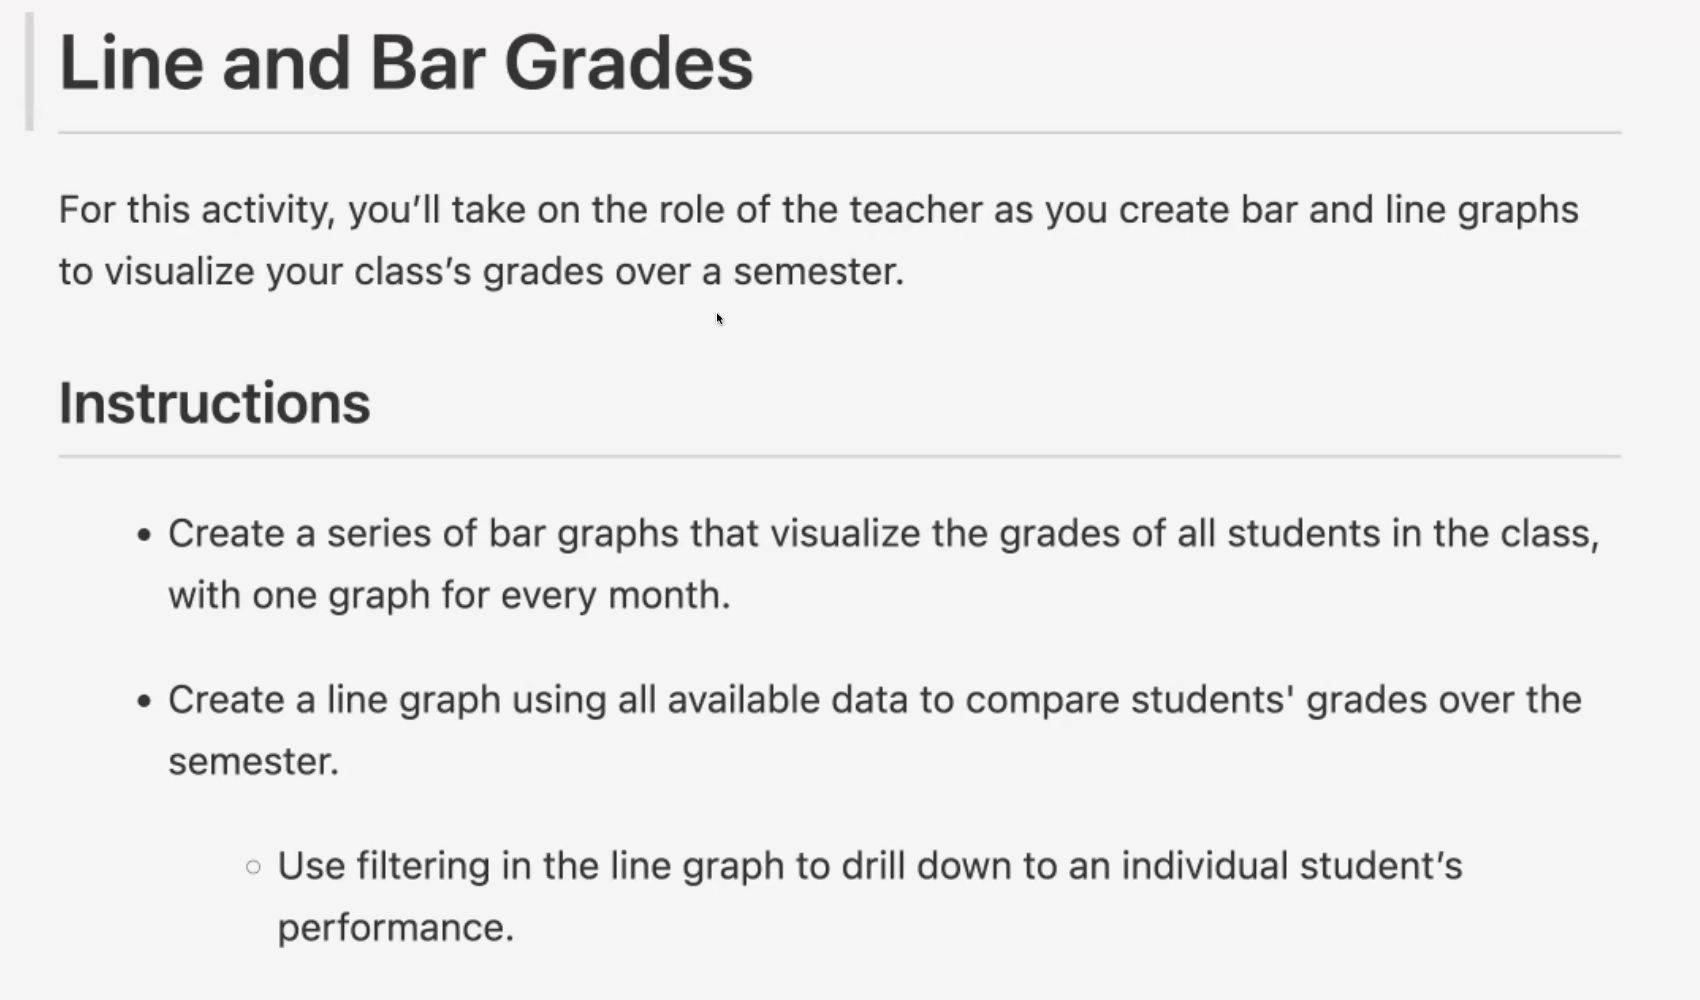 Line and Bar Grades
For this activity, you’ll take on the role of the teacher as you create bar and line graphs
to visualize your class’s grades over a semester.
Instructions
• Create a series of bar graphs that visualize the grades of all students in the class,
with one graph for every month.
• Create a line graph using all available data to compare students' grades over the
semester.
○ Use filtering in the line graph to drill down to an individual student’s
performance.